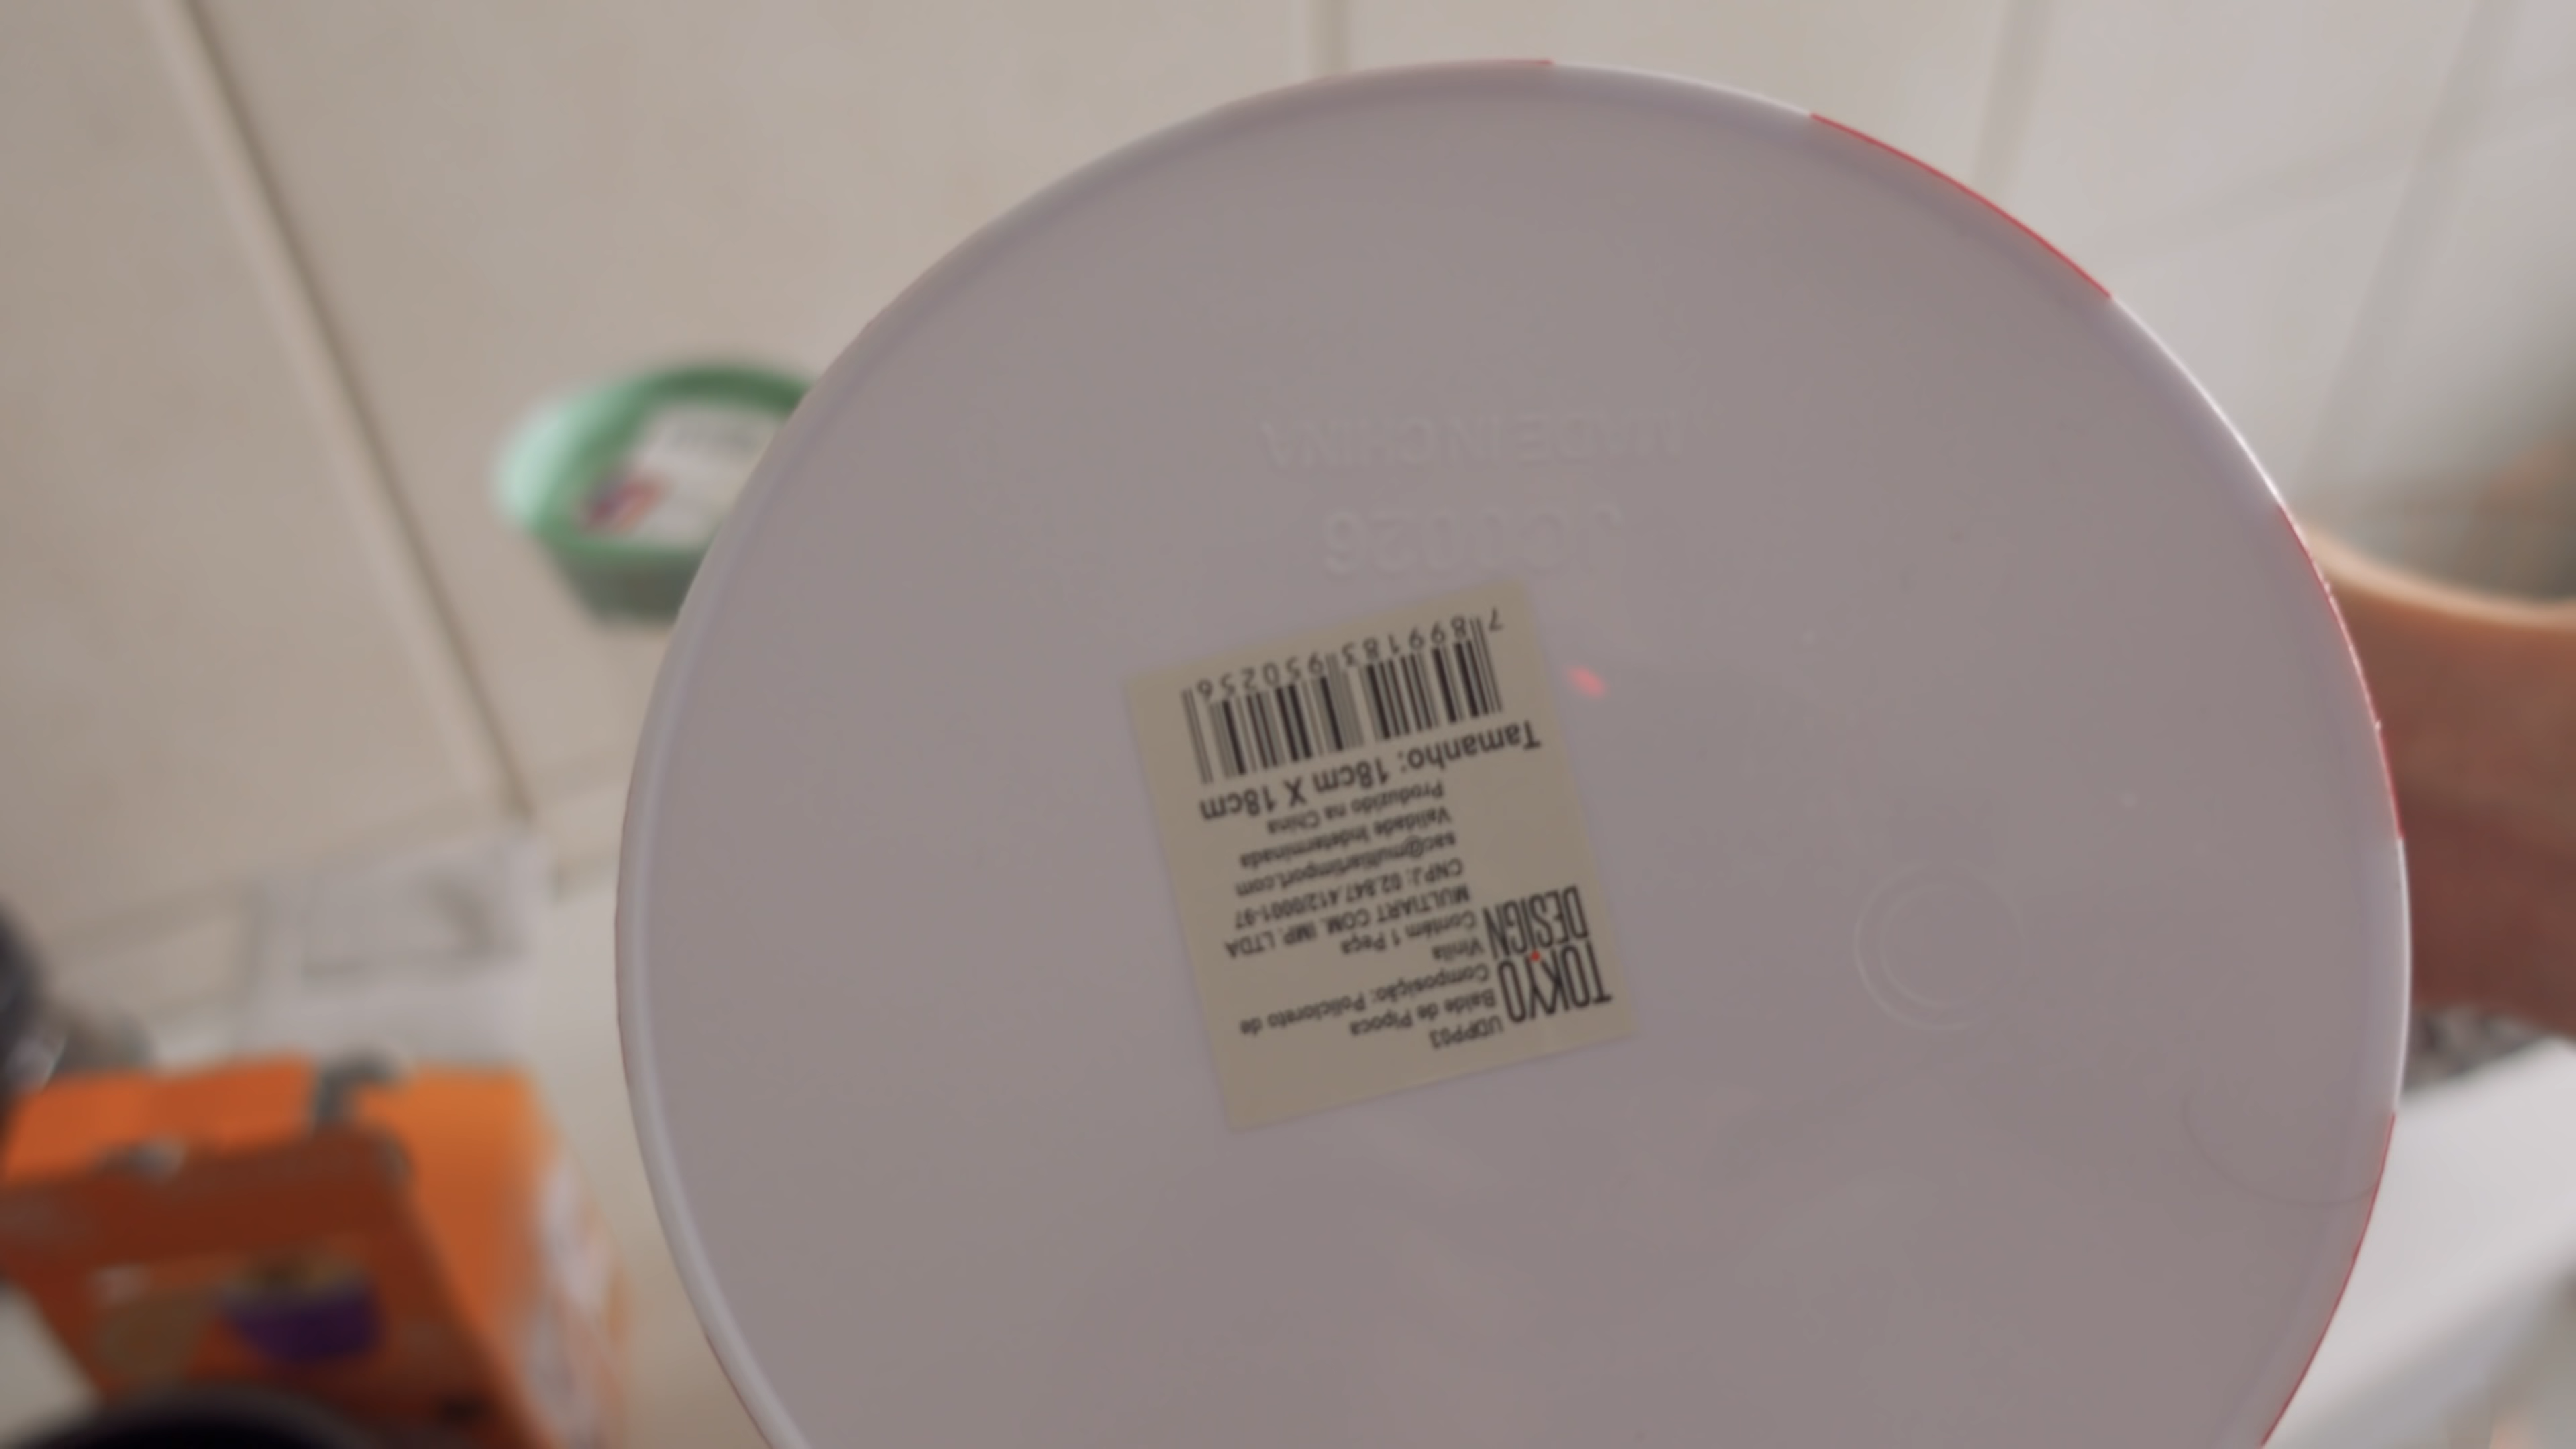 UDPP03
Balde de Pipoca
Composição: Policloreto de
Vinila
Contém 1 Peça
MULTIART COM. IMP. LTDA
CNPJ: 02.847.412/0001-97
sac@multiartimport.com
Validade Indeterminada
Produzido na China
TOKYO
DESIGN
Tamanho: 18cm X 18cm
7 899183 950256
JC0026
MADE IN CHINA